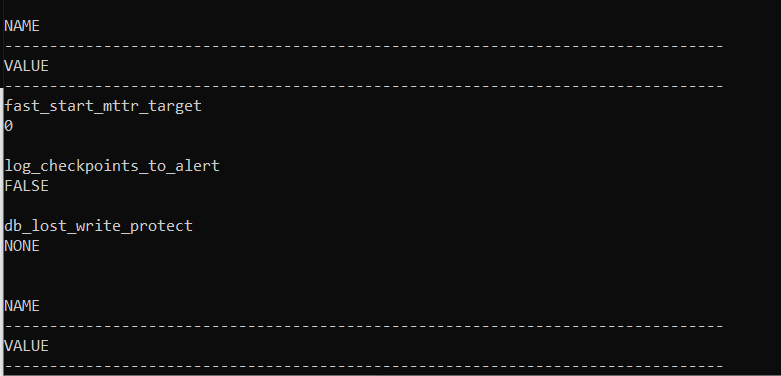 NAME
--------------------------------------------------------------------------------
VALUE
--------------------------------------------------------------------------------
fast_start_mttr_target
0
log_checkpoints_to_alert
FALSE
db_lost_write_protect
NONE
NAME
--------------------------------------------------------------------------------
VALUE
--------------------------------------------------------------------------------